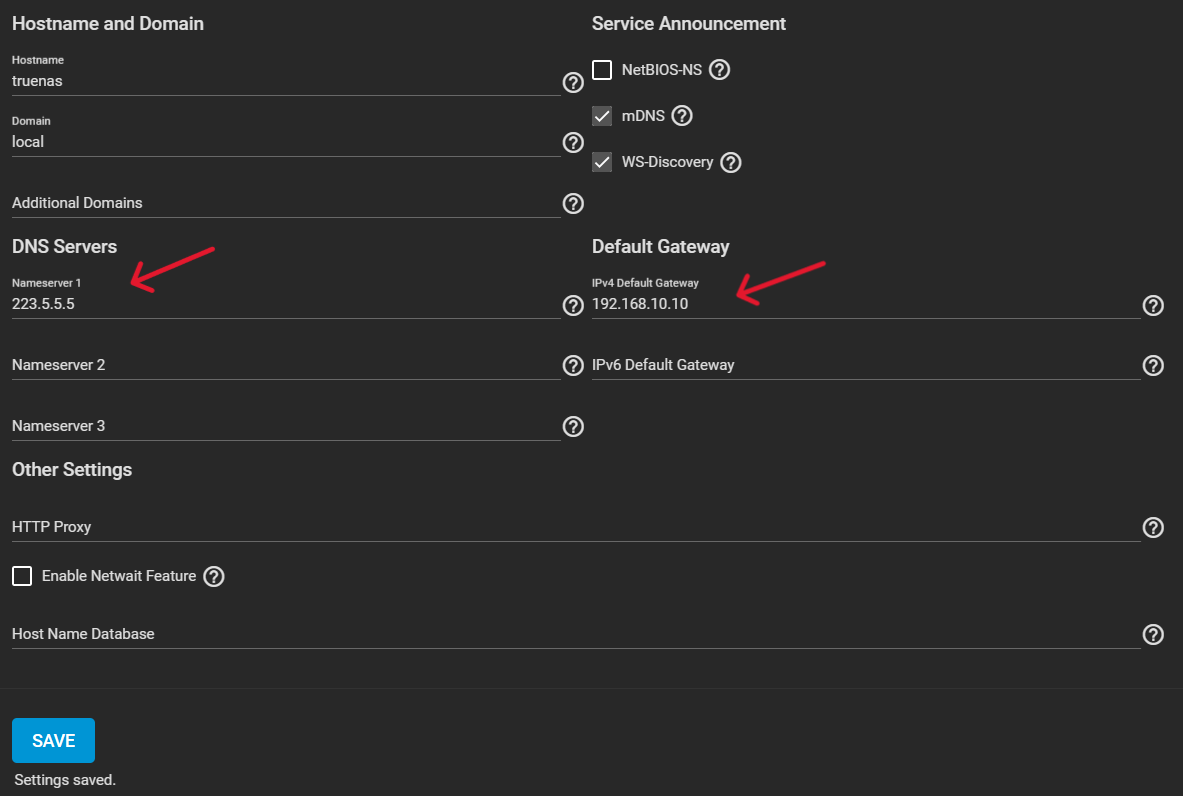 Hostname and Domain
Hostname
truenas
Domain
local
Additional Domains
Service Announcement
NetBIOS-NS
mDNS
WS-Discovery
DNS Servers
Nameserver 1
223.5.5.5
Nameserver 2
Nameserver 3
Default Gateway
IPv4 Default Gateway
192.168.10.10
IPv6 Default Gateway
Other Settings
HTTP Proxy
Enable Netwait Feature
Host Name Database
SAVE
Settings saved.